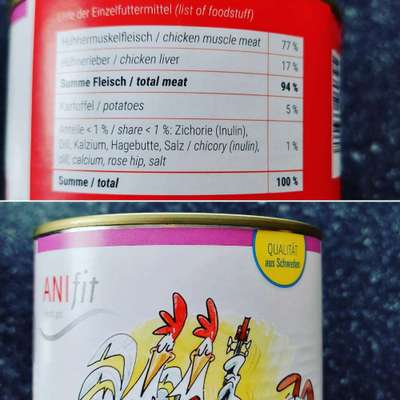 Liste der Einzelfuttermittel (list of foodstuff)
Hühnermuskelfleisch / chicken muscle meat 77 %
Hühnerleber / chicken liver 17 %
Summe Fleisch / total meat 94 %
Kartoffel / potatoes 5 %
Anteile < 1 % / share < 1 %: Zichorie (Inulin),
Dill, Kalzium, Hagebutte, Salz / chicory (inulin), 1 %
dill, calcium, rose hip, salt
Summe / total 100 %
ANIfit
QUALITÄT
aus Schweden